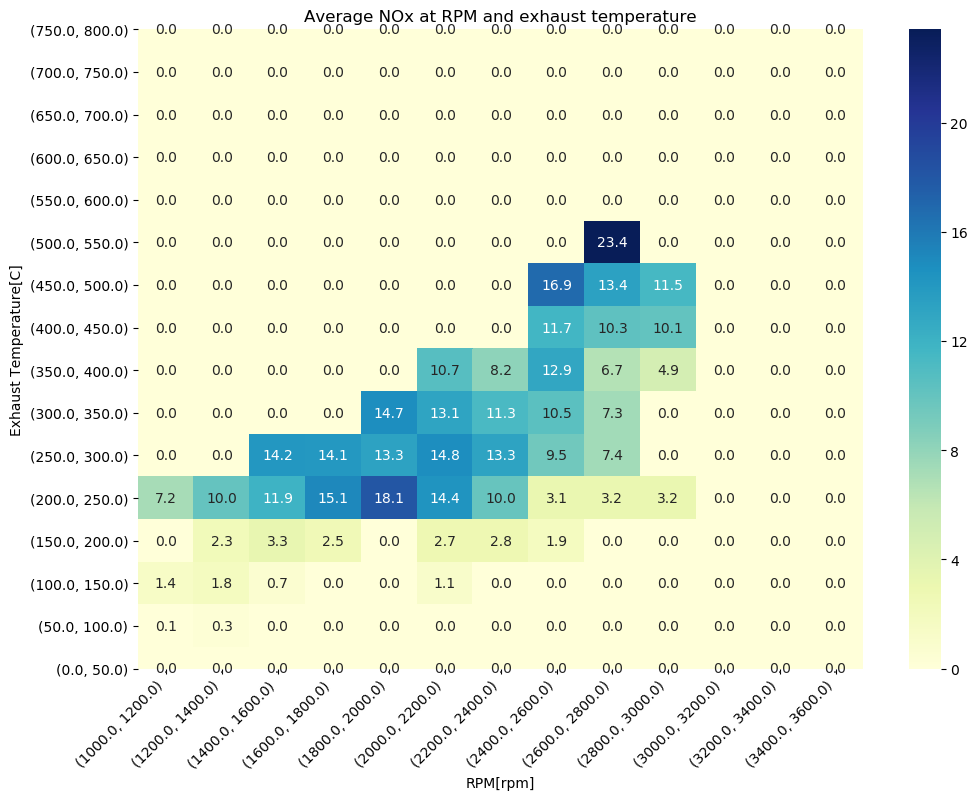 Average NOx at RPM and exhaust temperature
(750.0, 800.0) 0.0 0.0 0.0 0.0 0.0 0.0 0.0 0.0 0.0 0.0 0.0 0.0 0.0
(700.0, 750.0) 0.0 0.0 0.0 0.0 0.0 0.0 0.0 0.0 0.0 0.0 0.0 0.0 0.0
(650.0, 700.0) 0.0 0.0 0.0 0.0 0.0 0.0 0.0 0.0 0.0 0.0 0.0 0.0 0.0
(600.0, 650.0) 0.0 0.0 0.0 0.0 0.0 0.0 0.0 0.0 0.0 0.0 0.0 0.0 0.0
(550.0, 600.0) 0.0 0.0 0.0 0.0 0.0 0.0 0.0 0.0 0.0 0.0 0.0 0.0 0.0
(500.0, 550.0) 0.0 0.0 0.0 0.0 0.0 0.0 0.0 0.0 23.4 0.0 0.0 0.0 0.0
(450.0, 500.0) 0.0 0.0 0.0 0.0 0.0 0.0 0.0 16.9 13.4 11.5 0.0 0.0 0.0
(400.0, 450.0) 0.0 0.0 0.0 0.0 0.0 0.0 0.0 11.7 10.3 10.1 0.0 0.0 0.0
(350.0, 400.0) 0.0 0.0 0.0 0.0 0.0 10.7 8.2 12.9 6.7 4.9 0.0 0.0 0.0
(300.0, 350.0) 0.0 0.0 0.0 0.0 14.7 13.1 11.3 10.5 7.3 0.0 0.0 0.0 0.0
(250.0, 300.0) 0.0 0.0 14.2 14.1 13.3 14.8 13.3 9.5 7.4 0.0 0.0 0.0 0.0
(200.0, 250.0) 7.2 10.0 11.9 15.1 18.1 14.4 10.0 3.1 3.2 3.2 0.0 0.0 0.0
(150.0, 200.0) 0.0 2.3 3.3 2.5 0.0 2.7 2.8 1.9 0.0 0.0 0.0 0.0 0.0
(100.0, 150.0) 1.4 1.8 0.7 0.0 0.0 1.1 0.0 0.0 0.0 0.0 0.0 0.0 0.0
(50.0, 100.0) 0.1 0.3 0.0 0.0 0.0 0.0 0.0 0.0 0.0 0.0 0.0 0.0 0.0
(0.0, 50.0) 0.0 0.0 0.0 0.0 0.0 0.0 0.0 0.0 0.0 0.0 0.0 0.0 0.0
Exhaust Temperature[C]
(1000.0, 1200.0)
(1200.0, 1400.0)
(1400.0, 1600.0)
(1600.0, 1800.0)
(1800.0, 2000.0)
(2000.0, 2200.0)
(2200.0, 2400.0)
(2400.0, 2600.0)
(2600.0, 2800.0)
(2800.0, 3000.0)
(3000.0, 3200.0)
(3200.0, 3400.0)
(3400.0, 3600.0)
RPM[rpm]
20
16
12
8
4
0